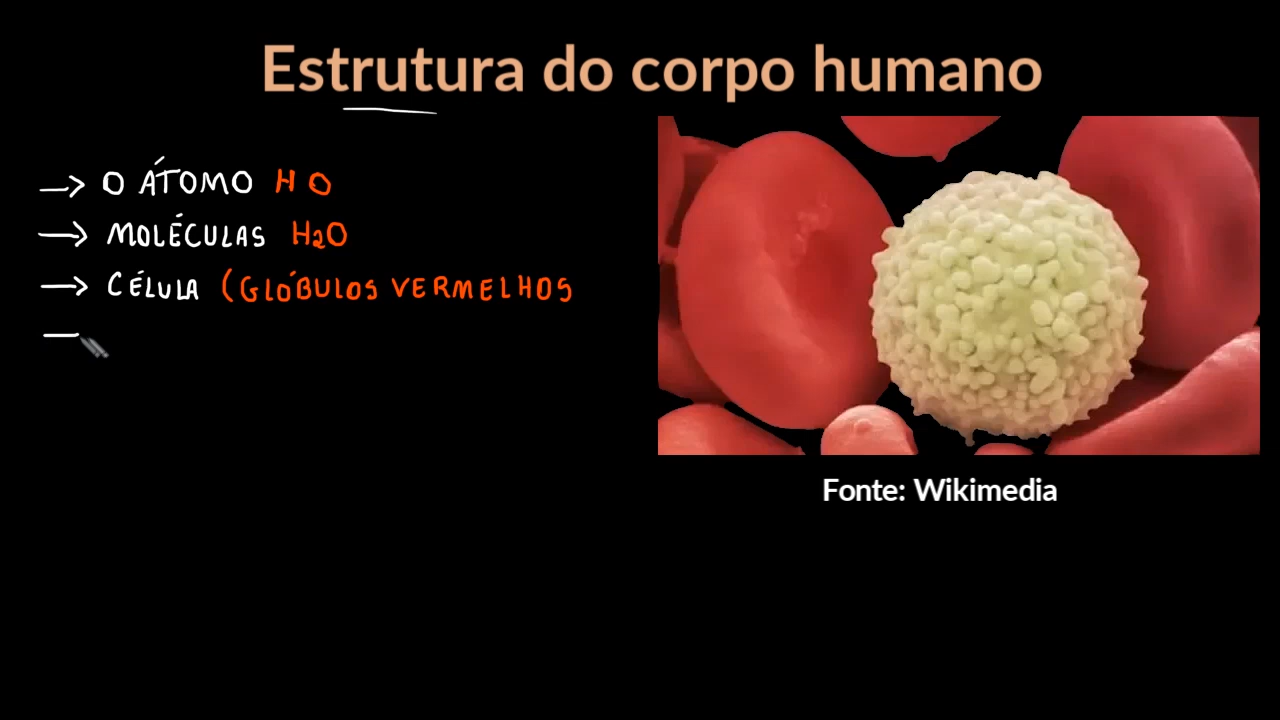 Estrutura do corpo humano
→ O ÁTOMO H O
→ MOLÉCULAS H₂O
→ CÉLULA (GLÓBULOS VERMELHOS
Fonte: Wikimedia